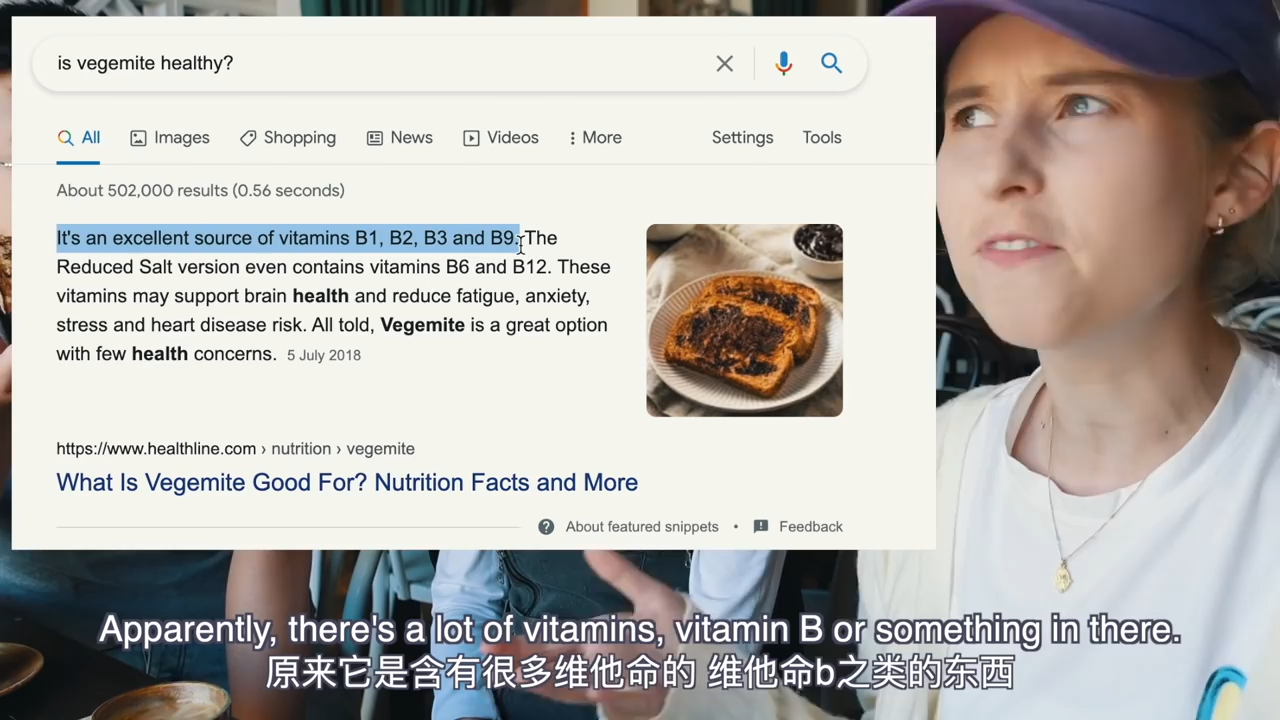 is vegemite healthy?
All Images Shopping News Videos More Settings Tools
About 502,000 results (0.56 seconds)
It's an excellent source of vitamins B1, B2, B3 and B9. The
Reduced Salt version even contains vitamins B6 and B12. These
vitamins may support brain health and reduce fatigue, anxiety,
stress and heart disease risk. All told, Vegemite is a great option
with few health concerns. 5 July 2018
https://www.healthline.com › nutrition › vegemite
What Is Vegemite Good For? Nutrition Facts and More
About featured snippets • Feedback
Apparently, there's a lot of vitamins, vitamin B or something in there.
原来它是含有很多维他命的 维他命b之类的东西